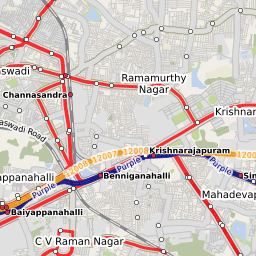 Ramamurthy
Nagar
aswadi
Channasandra
Krishnar
aswadi Road
12008
12007
12008
Purple
Krishnarajapuram
appanahalli
Purple
Benniganahalli
Purple
Sin
Mahadevap
Baiyappanahalli
C V Raman Nagar